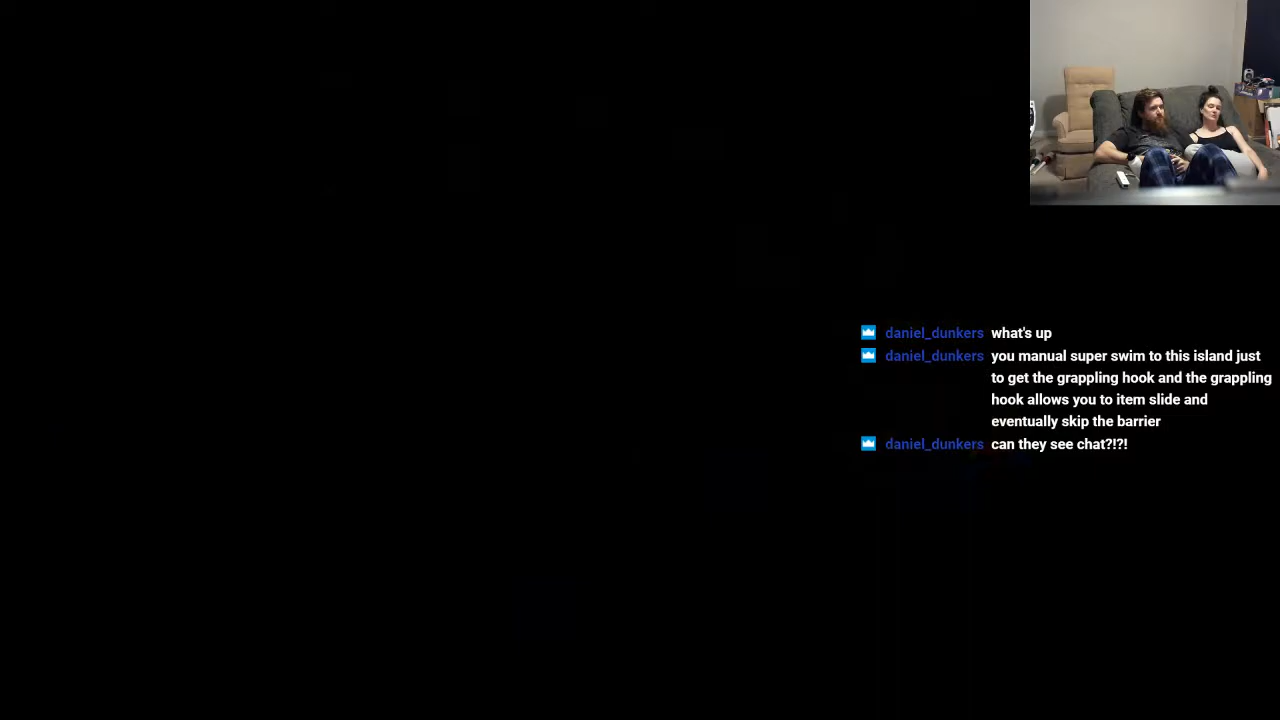 daniel_dunkers what's up
daniel_dunkers you manual super swim to this island just
to get the grappling hook and the grappling
hook allows you to item slide and
eventually skip the barrier
daniel_dunkers can they see chat?!?!